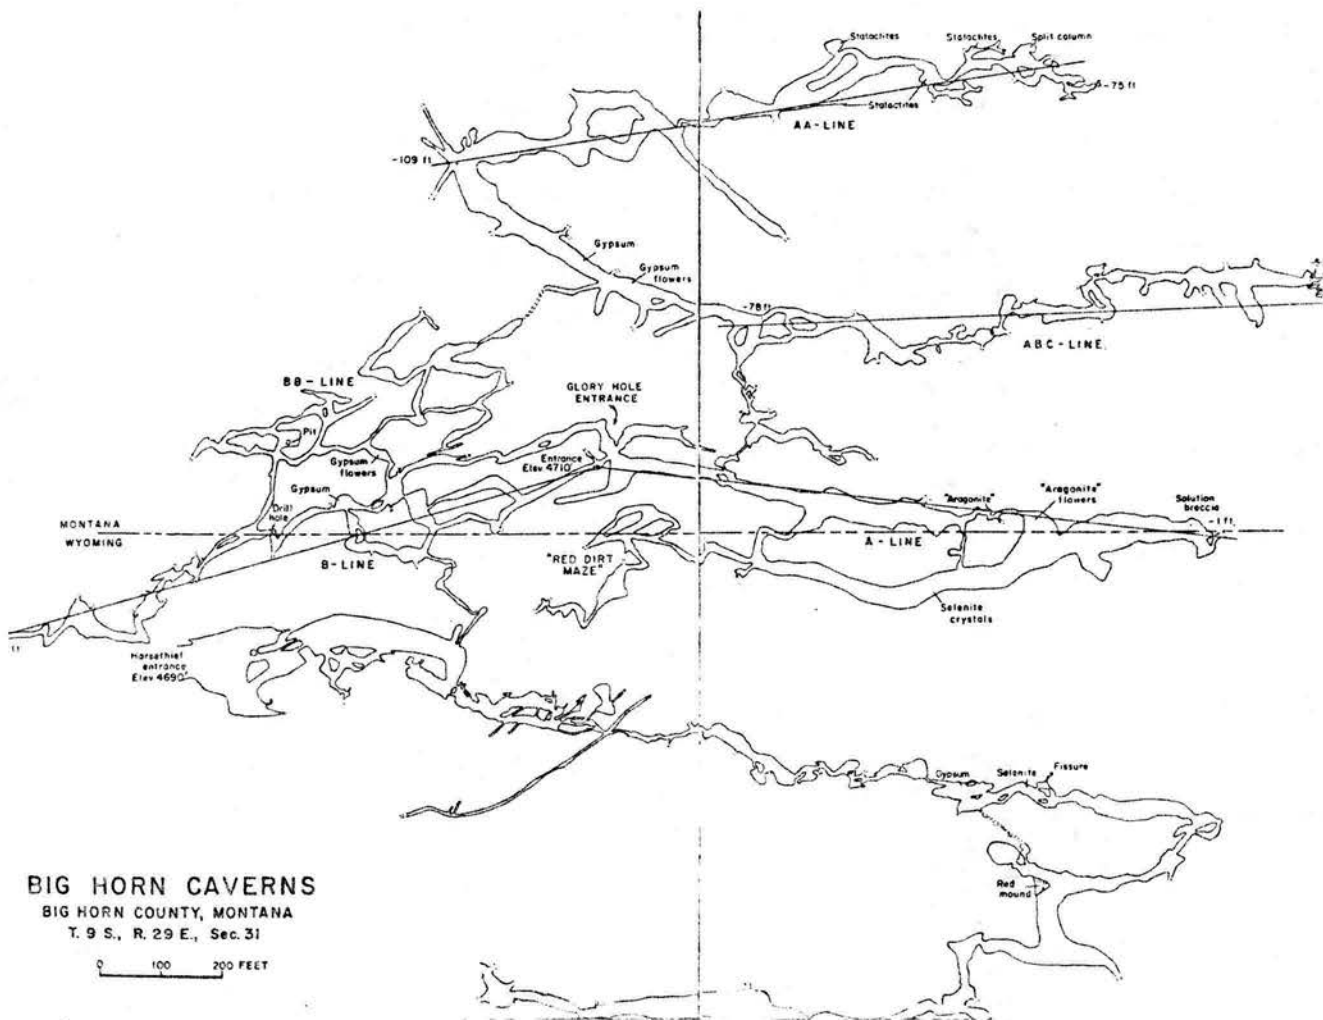 Stalactites
Stalactites
Split column
-75 ft
Stalactites
AA-LINE
-109 ft.
Gypsum
Gypsum
flowers
-78 ft
ABC-LINE
BB-LINE
GLORY HOLE
ENTRANCE
Pit
Gypsum
flowers
Entrance
Elev. 4710'
Gypsum
"Aragonite"
"Aragonite"
flowers
Solution
breccia
-1 ft.
Drill
hole
MONTANA
WYOMING
B-LINE
"RED DIRT
MAZE"
A-LINE
Selenite
crystals
ft
Horsethief
entrance
Elev 4690'
Gypsum
Selenite
Fissure
Red
mound
BIG HORN CAVERNS
BIG HORN COUNTY, MONTANA
T. 9 S., R. 29 E., Sec. 31
0 100 200 FEET